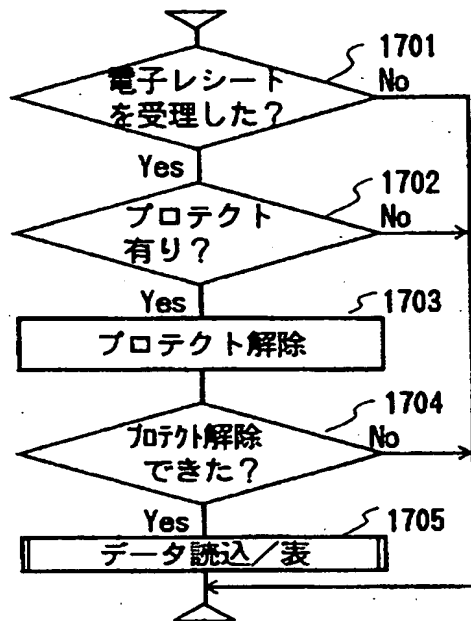 1701
電子レシート
を受理した？
No
Yes
1702
プロテクト
有り？
No
Yes
1703
プロテクト解除
1704
プロテクト解除
できた？
No
Yes
1705
データ読込／表